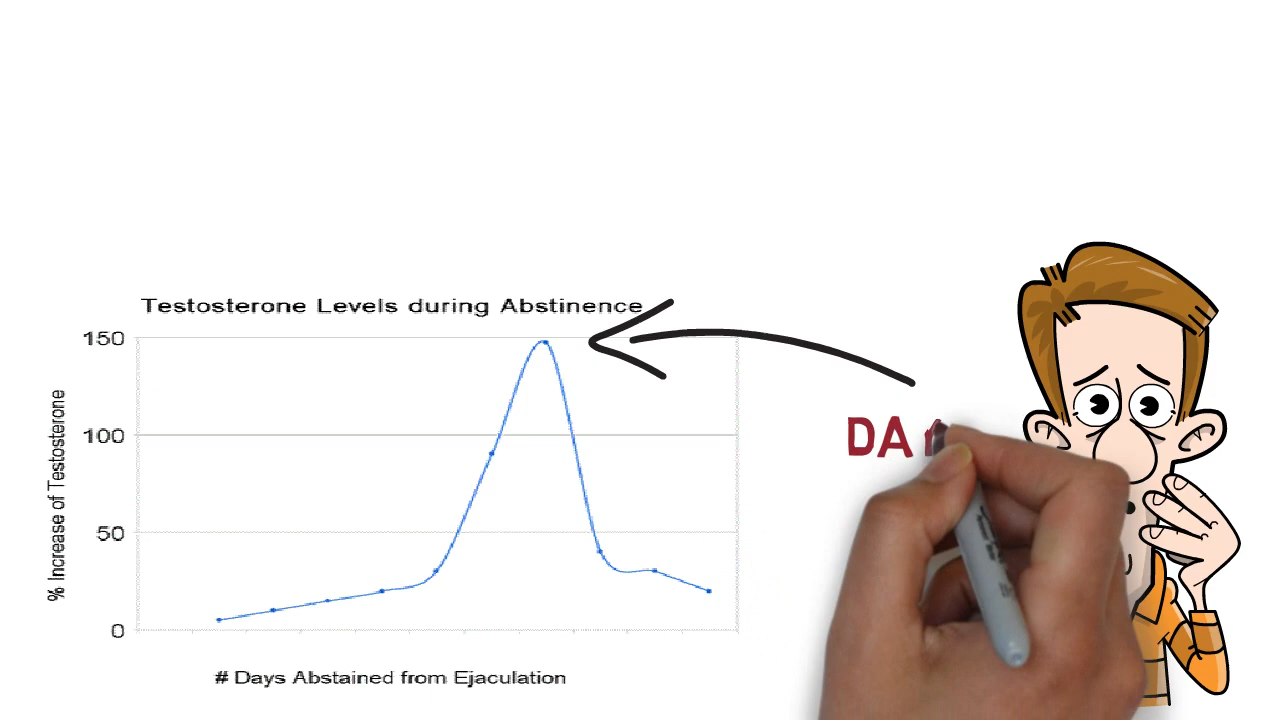 Testosterone Levels during Abstinence
150
100
50
0
% Increase of Testosterone
# Days Abstained from Ejaculation
DA